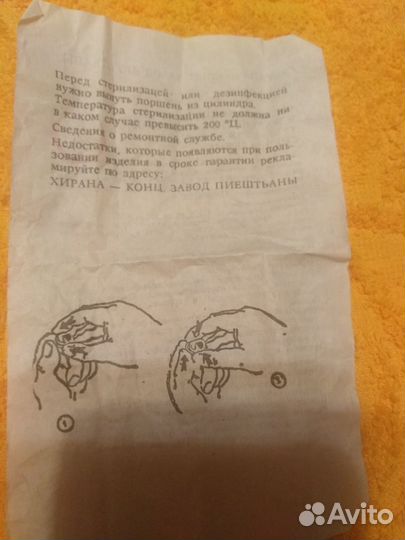 Перед стерилизацей или дезинфекцией
нужно вынуть поршень из цилиндра.
Температура стерилизации не должна ни
в каком случае превысить 200 °Ц.
Сведения о ремонтной службе.
Недостатки, которые появляются при поль-
зовании изделия в сроке гарантии рекла-
мируйте по адресу:
ХИРАНА — КОНЦ. ЗАВОД ПИЕШТЬАНЫ
1
2
Avito